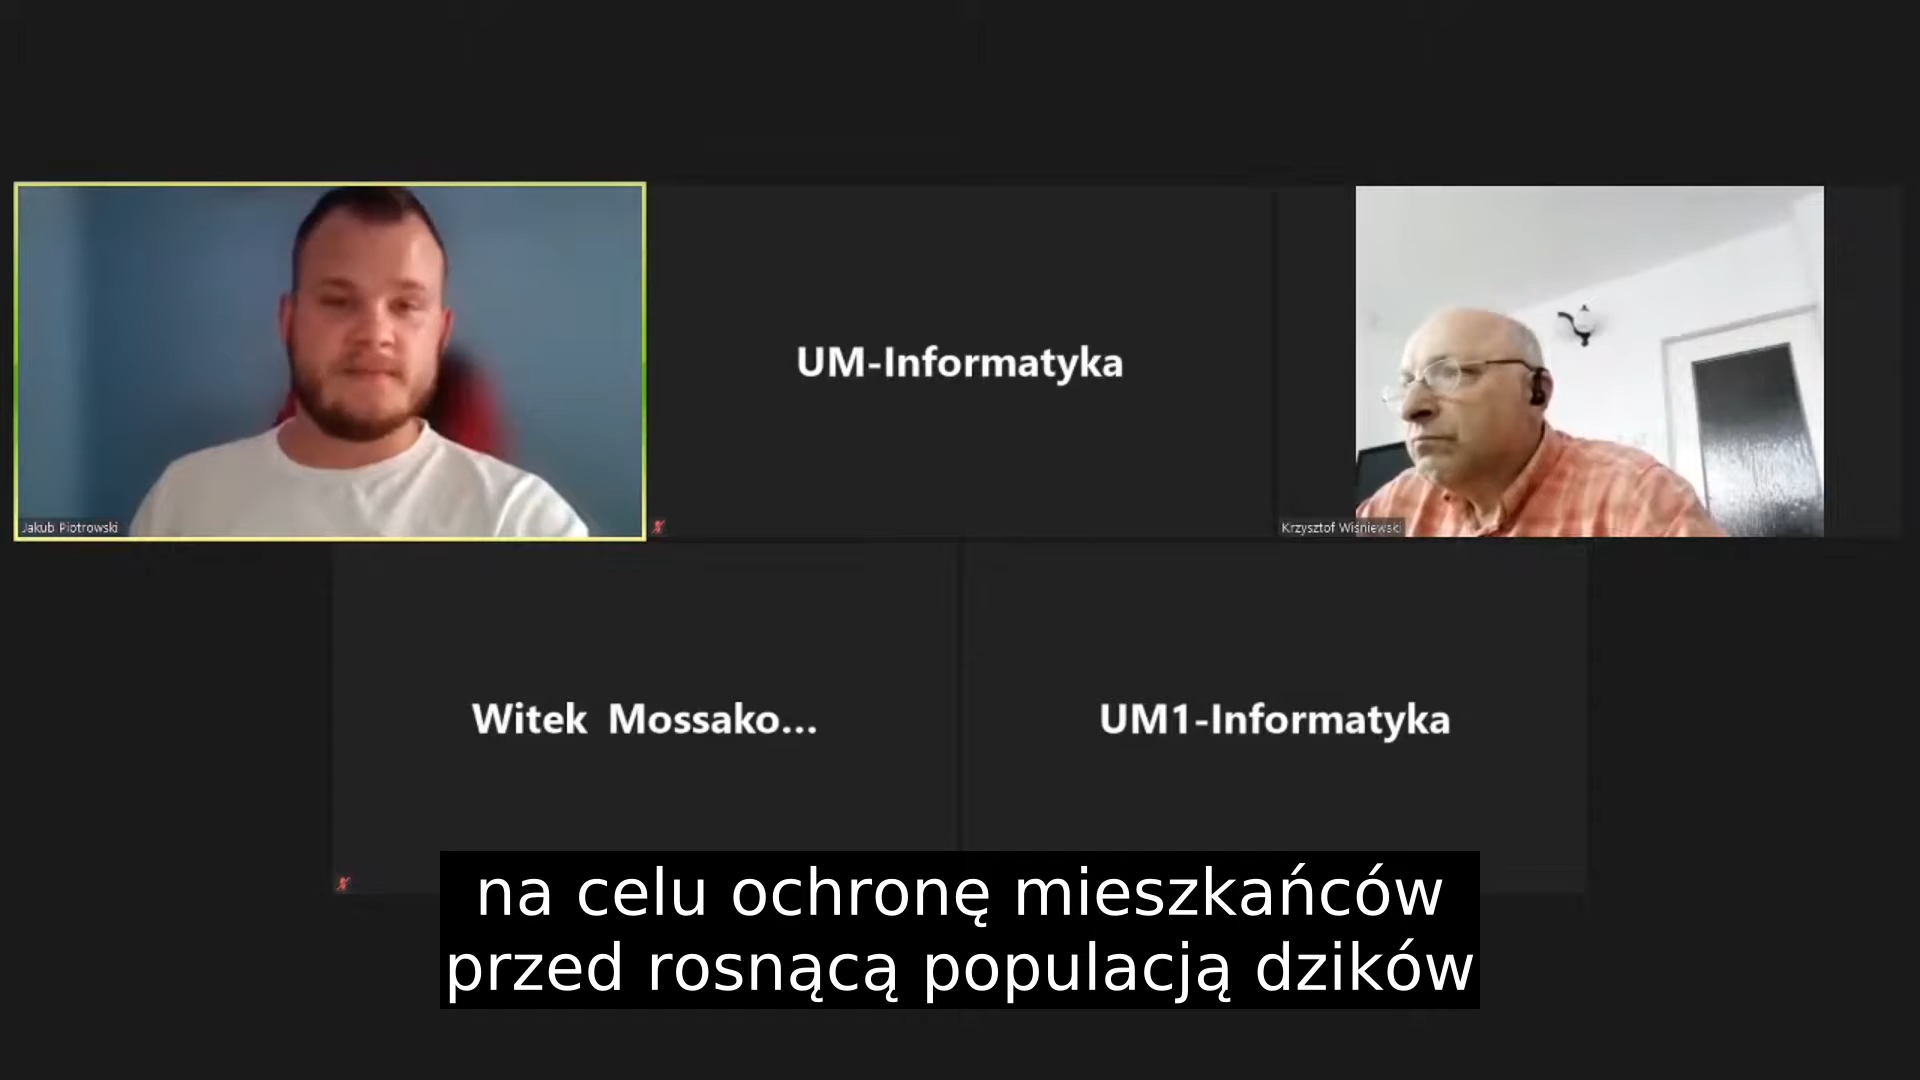 UM-Informatyka
Jakub Piotrowski
Krzysztof Wiśniewski
Witek Mossako...
UM1-Informatyka
na celu ochronę mieszkańców
przed rosnącą populacją dzików